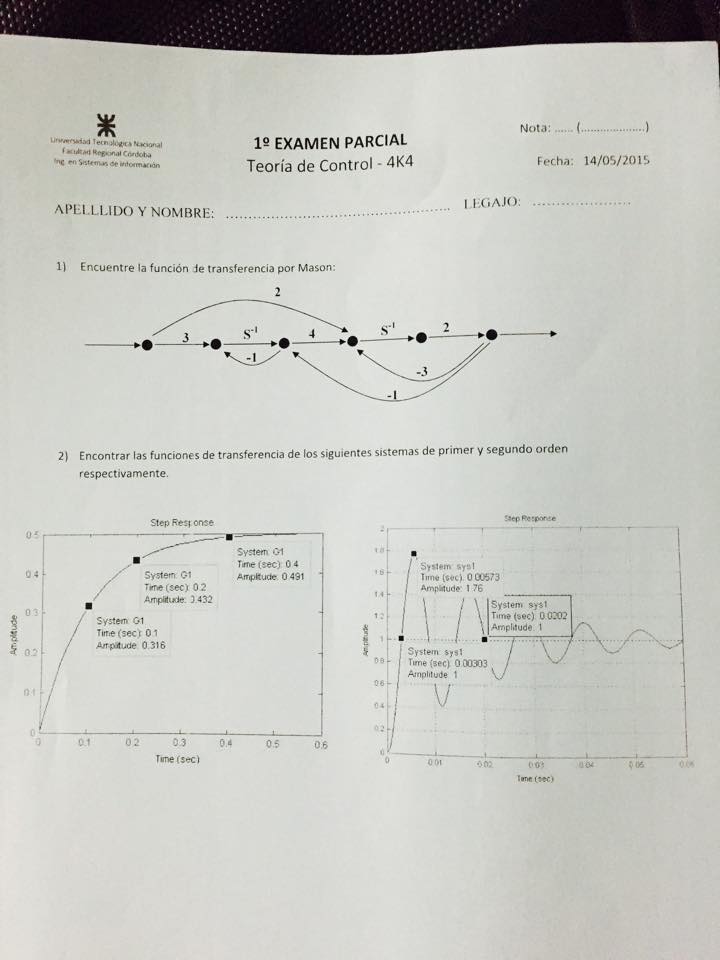 Universidad Tecnológica Nacional
Facultad Regional Córdoba
Ing. en Sistemas de Información
1º EXAMEN PARCIAL
Teoría de Control - 4K4
Nota: ...... (.....................)
Fecha: 14/05/2015
APELLLIDO Y NOMBRE: ..................................................
LEGAJO: ......................
1) Encuentre la función de transferencia por Mason:
2
3
S-1
4
S-1
2
-1
-3
-1
2) Encontrar las funciones de transferencia de los siguientes sistemas de primer y segundo orden
respectivamente.
Step Response
Amplitude
0.5
0.4
0.3
0.2
0.1
0
System: G1
Time (sec): 0.4
Amplitude: 0.491
System: G1
Time (sec): 0.2
Amplitude: 0.432
System: G1
Time (sec): 0.1
Amplitude: 0.316
0 0.1 0.2 0.3 0.4 0.5 0.6
Time (sec)
Step Response
Amplitude
2
1.8
1.6
1.4
1.2
1
0.8
0.6
0.4
0.2
0
System: sys1
Time (sec): 0.00573
Amplitude: 1.76
System: sys1
Time (sec): 0.0202
Amplitude: 1
System: sys1
Time (sec): 0.00303
Amplitude: 1
0 0.01 0.02 0.03 0.04 0.05 0.06
Time (sec)